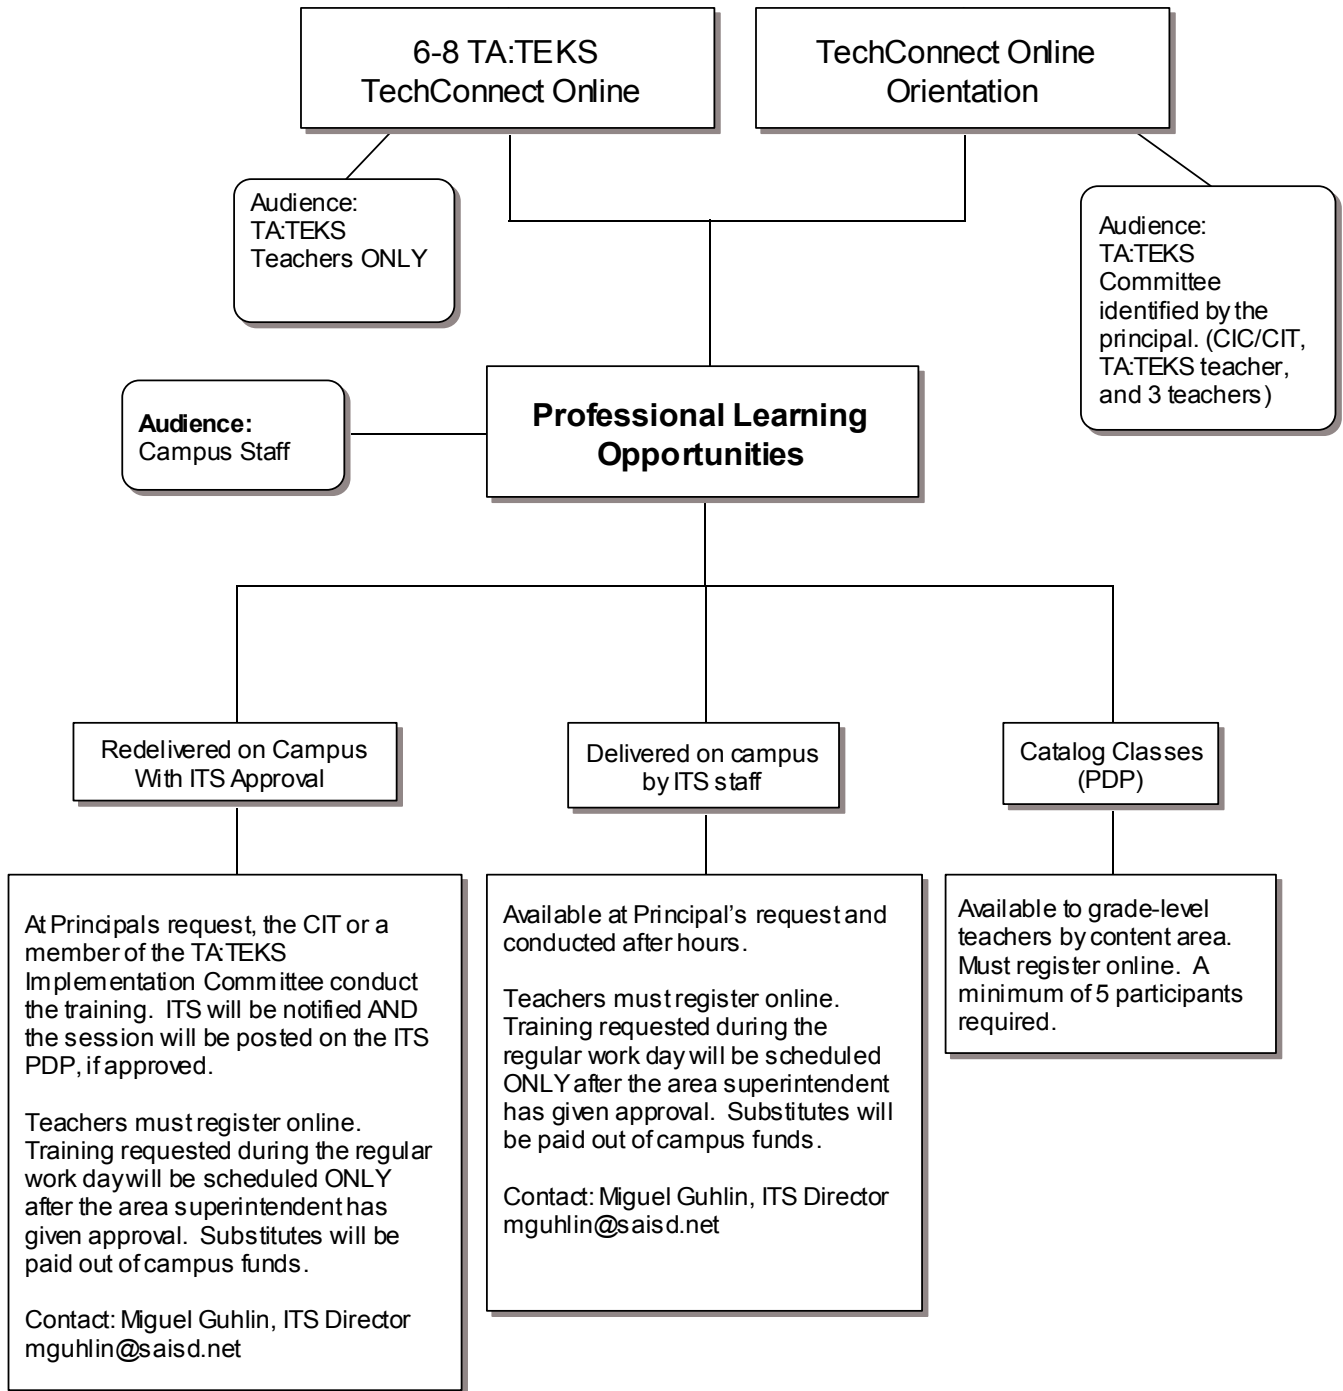 6-8 TA:TEKS
TechConnect Online
TechConnect Online
Orientation
Audience:
TA:TEKS
Teachers ONLY
Audience:
TA:TEKS
Committee
identified by the
principal. (CIC/CIT,
TA:TEKS teacher,
and 3 teachers)
Audience:
Campus Staff
Professional Learning
Opportunities
Redelivered on Campus
With ITS Approval
Delivered on campus
by ITS staff
Catalog Classes
(PDP)
At Principals request, the CIT or a
member of the TA:TEKS
Implementation Committee conduct
the training. ITS will be notified AND
the session will be posted on the ITS
PDP, if approved.
Teachers must register online.
Training requested during the regular
work day will be scheduled ONLY
after the area superintendent has
given approval. Substitutes will be
paid out of campus funds.
Contact: Miguel Guhlin, ITS Director
mguhlin@saisd.net
Available at Principal’s request and
conducted after hours.
Teachers must register online.
Training requested during the
regular work day will be scheduled
ONLY after the area superintendent
has given approval. Substitutes will
be paid out of campus funds.
Contact: Miguel Guhlin, ITS Director
mguhlin@saisd.net
Available to grade-level
teachers by content area.
Must register online. A
minimum of 5 participants
required.